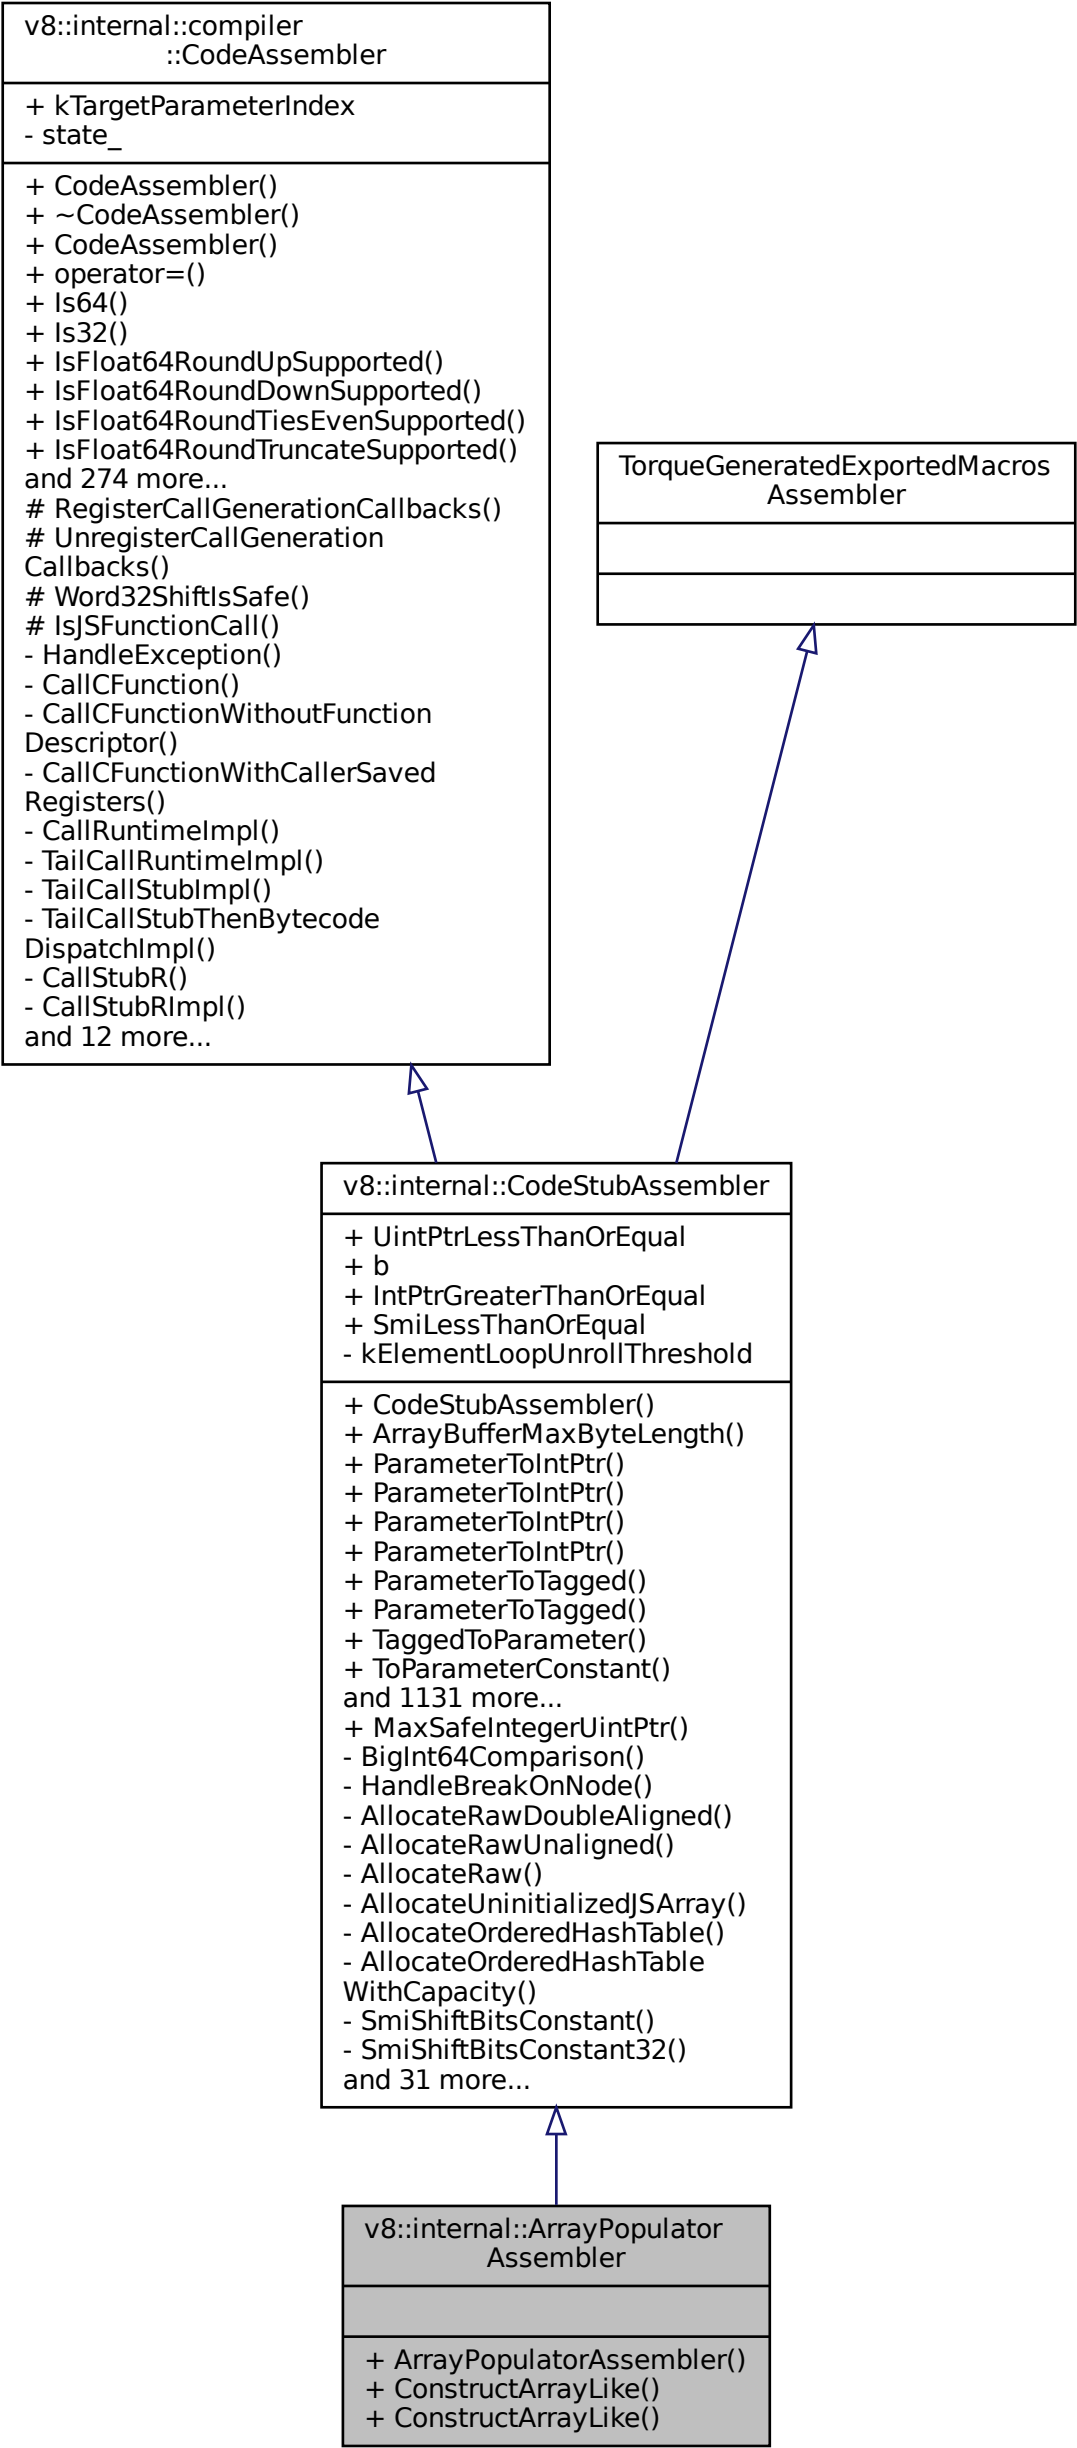 v8::internal::compiler
::CodeAssembler
+ kTargetParameterIndex
- state_
+ CodeAssembler()
+ ~CodeAssembler()
+ CodeAssembler()
+ operator=()
+ Is64()
+ Is32()
+ IsFloat64RoundUpSupported()
+ IsFloat64RoundDownSupported()
+ IsFloat64RoundTiesEvenSupported()
+ IsFloat64RoundTruncateSupported()
and 274 more...
# RegisterCallGenerationCallbacks()
# UnregisterCallGeneration
Callbacks()
# Word32ShiftIsSafe()
# IsJSFunctionCall()
- HandleException()
- CallCFunction()
- CallCFunctionWithoutFunction
Descriptor()
- CallCFunctionWithCallerSaved
Registers()
- CallRuntimeImpl()
- TailCallRuntimeImpl()
- TailCallStubImpl()
- TailCallStubThenBytecode
DispatchImpl()
- CallStubR()
- CallStubRImpl()
and 12 more...
TorqueGeneratedExportedMacros
Assembler
v8::internal::CodeStubAssembler
+ UintPtrLessThanOrEqual
+ b
+ IntPtrGreaterThanOrEqual
+ SmiLessThanOrEqual
- kElementLoopUnrollThreshold
+ CodeStubAssembler()
+ ArrayBufferMaxByteLength()
+ ParameterToIntPtr()
+ ParameterToIntPtr()
+ ParameterToIntPtr()
+ ParameterToIntPtr()
+ ParameterToTagged()
+ ParameterToTagged()
+ TaggedToParameter()
+ ToParameterConstant()
and 1131 more...
+ MaxSafeIntegerUintPtr()
- BigInt64Comparison()
- HandleBreakOnNode()
- AllocateRawDoubleAligned()
- AllocateRawUnaligned()
- AllocateRaw()
- AllocateUninitializedJSArray()
- AllocateOrderedHashTable()
- AllocateOrderedHashTable
WithCapacity()
- SmiShiftBitsConstant()
- SmiShiftBitsConstant32()
and 31 more...
v8::internal::ArrayPopulator
Assembler
+ ArrayPopulatorAssembler()
+ ConstructArrayLike()
+ ConstructArrayLike()